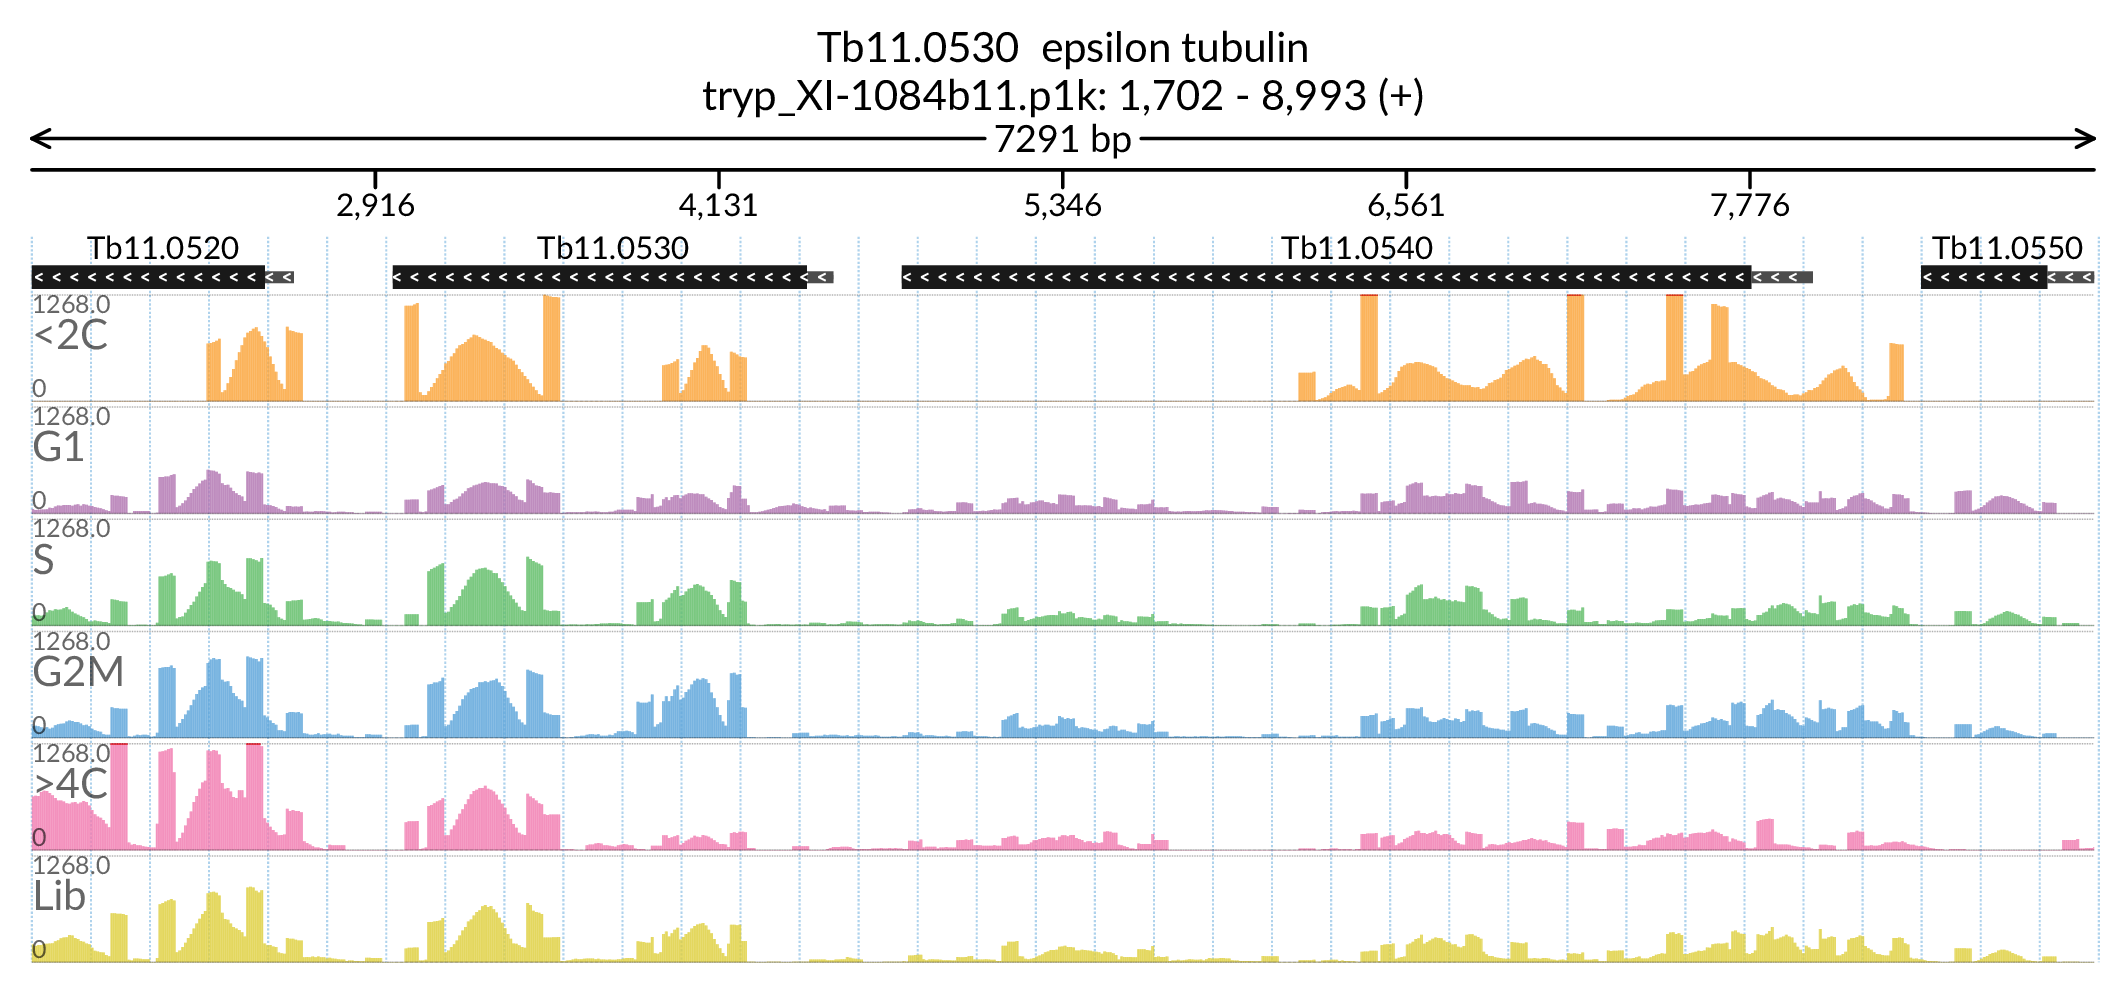 Tb11.0530 epsilon tubulin
tryp_XI-1084b11.p1k: 1,702 - 8,993 (+)
7291 bp
2,916 4,131 5,346 6,561 7,776
Tb11.0520 Tb11.0530 Tb11.0540 Tb11.0550
1268.0
<2C
0
1268.0
G1
0
1268.0
S
0
1268.0
G2M
0
1268.0
>4C
0
1268.0
Lib
0